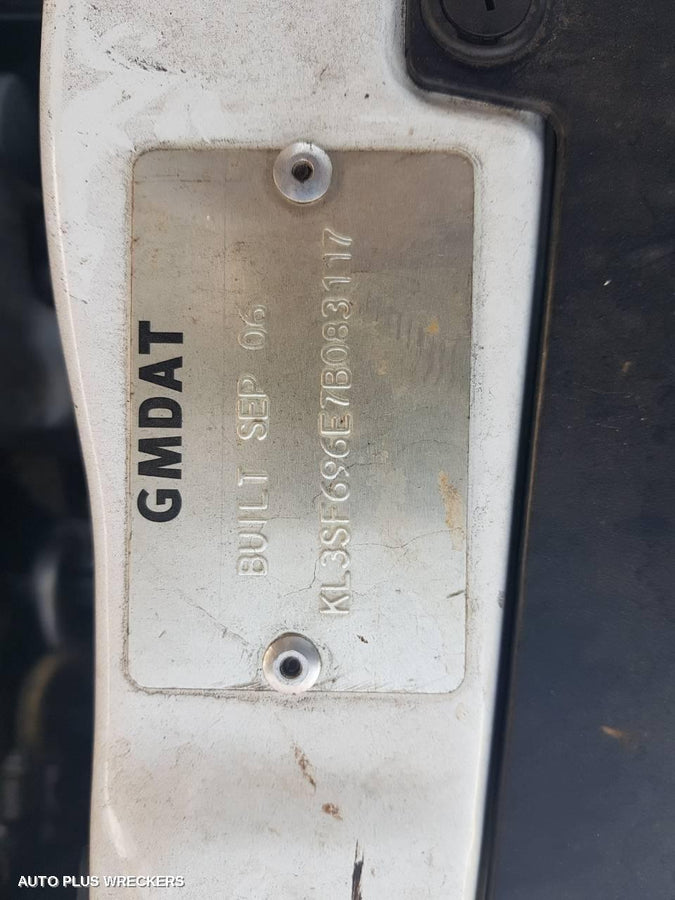 GMDAT
BUILT SEP 06
KL3SF696E7B083117
AUTO PLUS WRECKERS